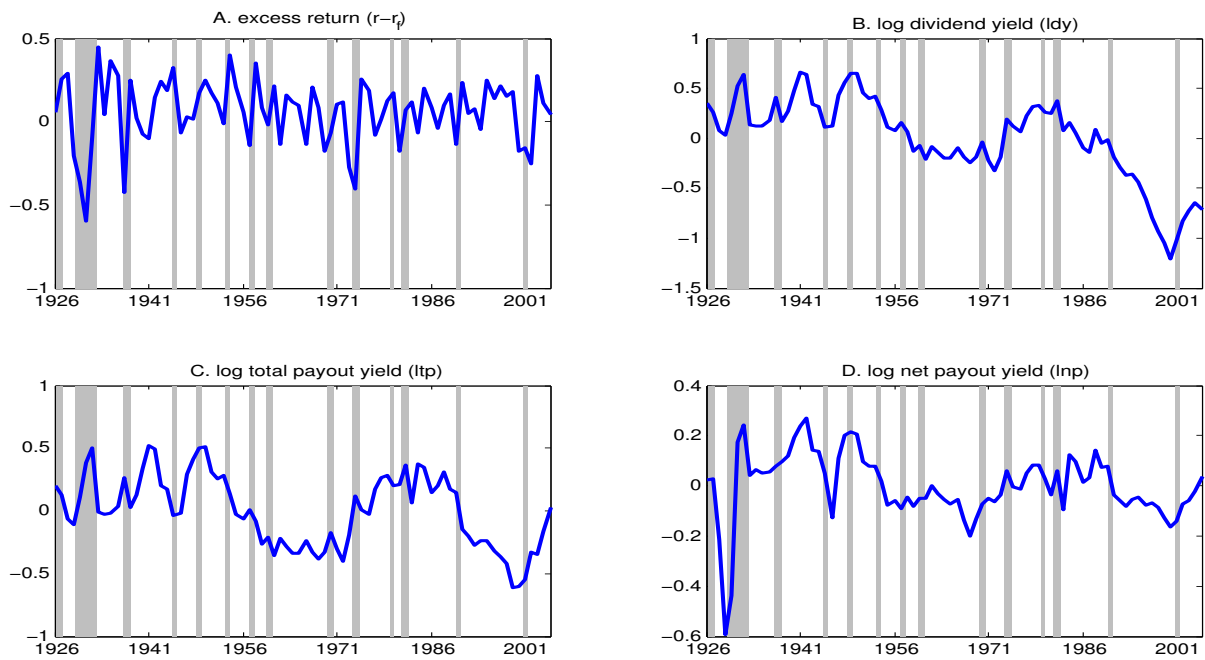 A. excess return (r−rf)
0.5
0
−0.5
−1
1926 1941 1956 1971 1986 2001
B. log dividend yield (ldy)
1
0.5
0
−0.5
−1
−1.5
1926 1941 1956 1971 1986 2001
C. log total payout yield (ltp)
1
0.5
0
−0.5
−1
1926 1941 1956 1971 1986 2001
D. log net payout yield (lnp)
0.4
0.2
0
−0.2
−0.4
−0.6
1926 1941 1956 1971 1986 2001